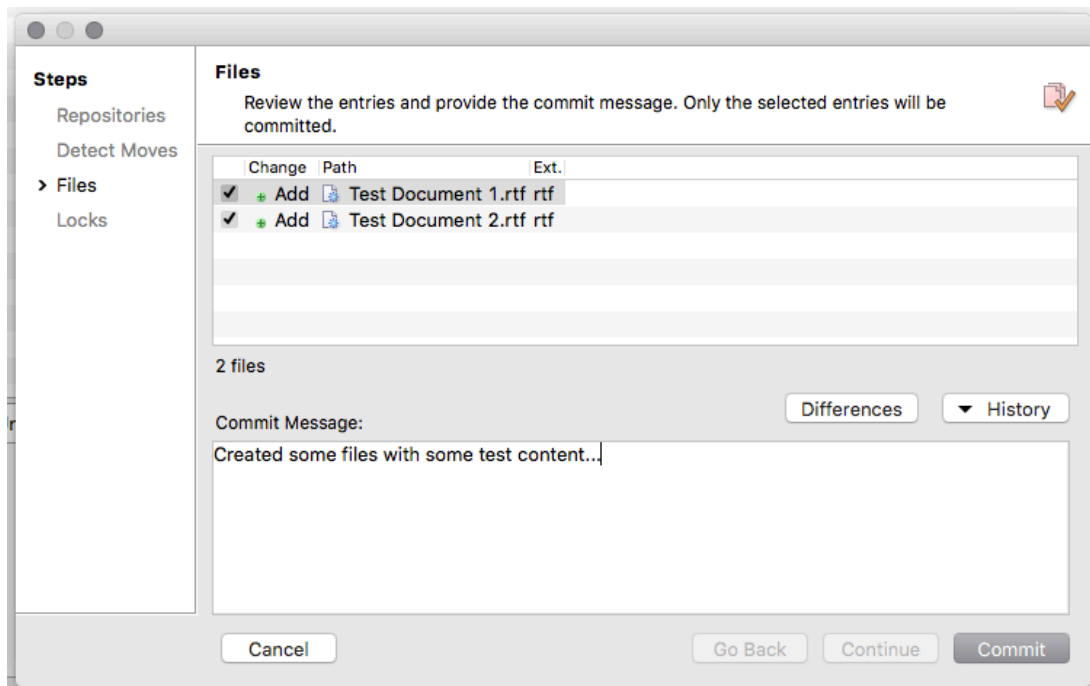 Steps
Repositories
Detect Moves
Files
Locks
Files
Review the entries and provide the commit message. Only the selected entries will be
committed.
Change Path Ext.
Add Test Document 1.rtf rtf
Add Test Document 2.rtf rtf
2 files
Differences History
Commit Message:
Created some files with some test content...
Cancel Go Back Continue Commit